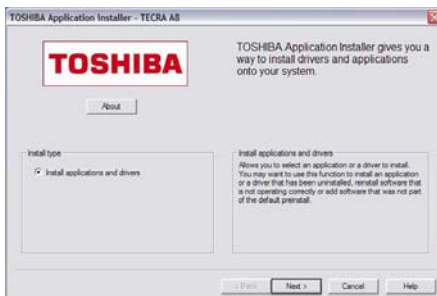 TOSHIBA Application Installer - TECRA A8
TOSHIBA
TOSHIBA Application Installer gives you a
way to install drivers and applications
onto your system.
About
Install type
Install applications and drivers
Install applications and drivers
Allows you to select an application or a driver to install.
You may want to use this function to install an application
or a driver that has been uninstalled, reinstall software that
is not operating correctly or add software that was not part
of the default preinstall.
< Back
Next >
Cancel
Help